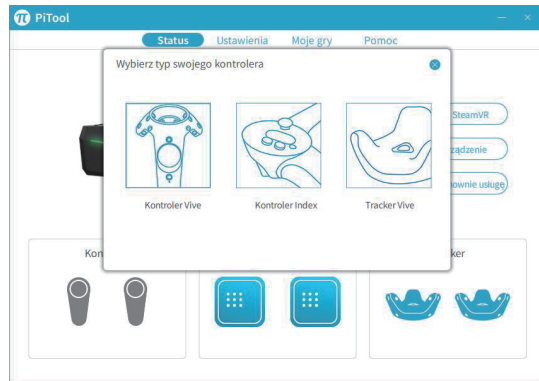 PiTool
Status Ustawienia Moje gry Pomoc
Wybierz typ swojego kontrolera
Kontroler Vive Kontroler Index Tracker Vive
SteamVR
ządzenie
ownie usługę
Kon
ker